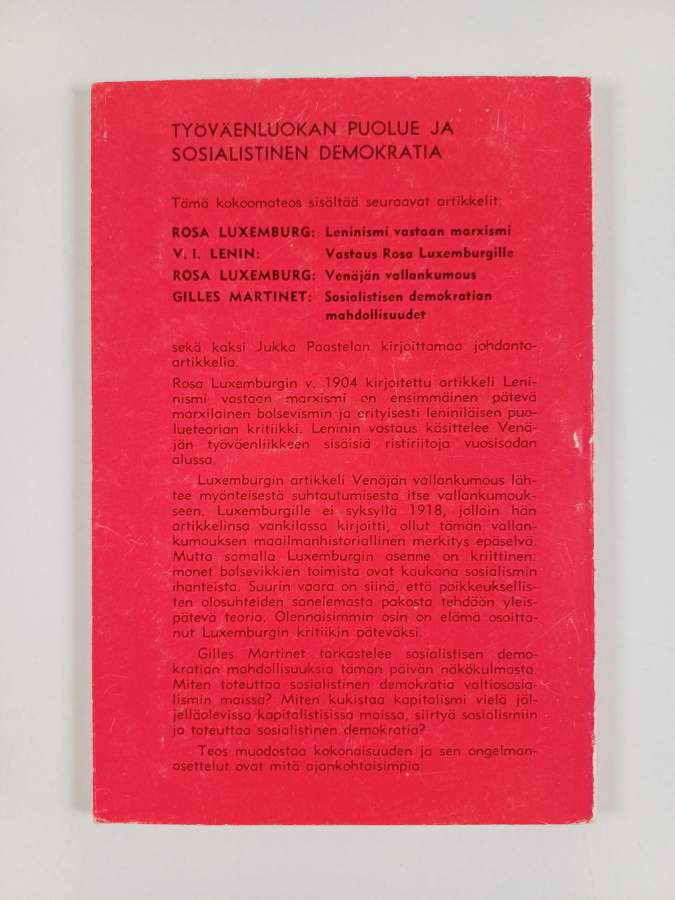 TYÖVÄENLUOKAN PUOLUE JA
SOSIALISTINEN DEMOKRATIA
Tämä kokoomateos sisältää seuraavat artikkelit:
ROSA LUXEMBURG: Leninismi vastaan marxismi
V. I. LENIN: Vastaus Rosa Luxemburgille
ROSA LUXEMBURG: Venäjän vallankumous
GILLES MARTINET: Sosialistisen demokratian
mahdollisuudet
sekä kaksi Jukka Paastelan kirjoittamaa johdanto-
artikkelia.
Rosa Luxemburgin v. 1904 kirjoitettu artikkeli Leni-
nismi vastaan marxismi on ensimmäinen pätevä
marxilainen bolsevismin ja erityisesti leniniläisen puo-
lueteorian kritiikki. Leninin vastaus käsittelee Venä-
jän työväenliikkeen sisäisiä ristiriitoja vuosisadan
alussa.
Luxemburgin artikkeli Venäjän vallankumous läh-
tee myönteisestä suhtautumisesta itse vallankumouk-
seen. Luxemburgille ei syksyllä 1918, jolloin hän
artikkelinsa vankilassa kirjoitti, ollut tämän vallan-
kumouksen maailmanhistoriallinen merkitys epäselvä.
Mutta samalla Luxemburgin asenne on kriittinen:
monet bolsevikkien toimista ovat kaukana sosialismin
ihanteista. Suurin vaara on siinä, että poikkeuksellis-
ten olosuhteiden sanelemasta pakosta tehdään yleis-
pätevä teoria. Olennaisimmin osin on elämä osoitta-
nut Luxemburgin kritiikin päteväksi.
Gilles Martinet tarkastelee sosialistisen demo-
kratian mahdollisuuksia tämän päivän näkökulmasta.
Miten toteuttaa sosialistinen demokratia valtiososia-
lismin maissa? Miten kukistaa kapitalismi vielä jäl-
jelläolevissa kapitalistisissa maissa, siirtyä sosialismiin
ja toteuttaa sosialistinen demokratia?
Teos muodostaa kokonaisuuden ja sen ongelman-
asettelut ovat mitä ajankohtaisimpia.